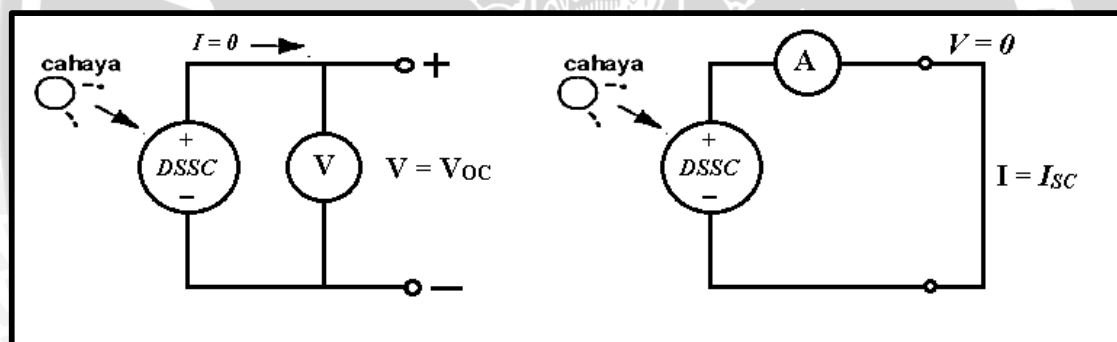 I = 0
cahaya
+
+
DSSC
V
V = VOC
−
−
V = 0
A
cahaya
+
DSSC
I = ISC
−